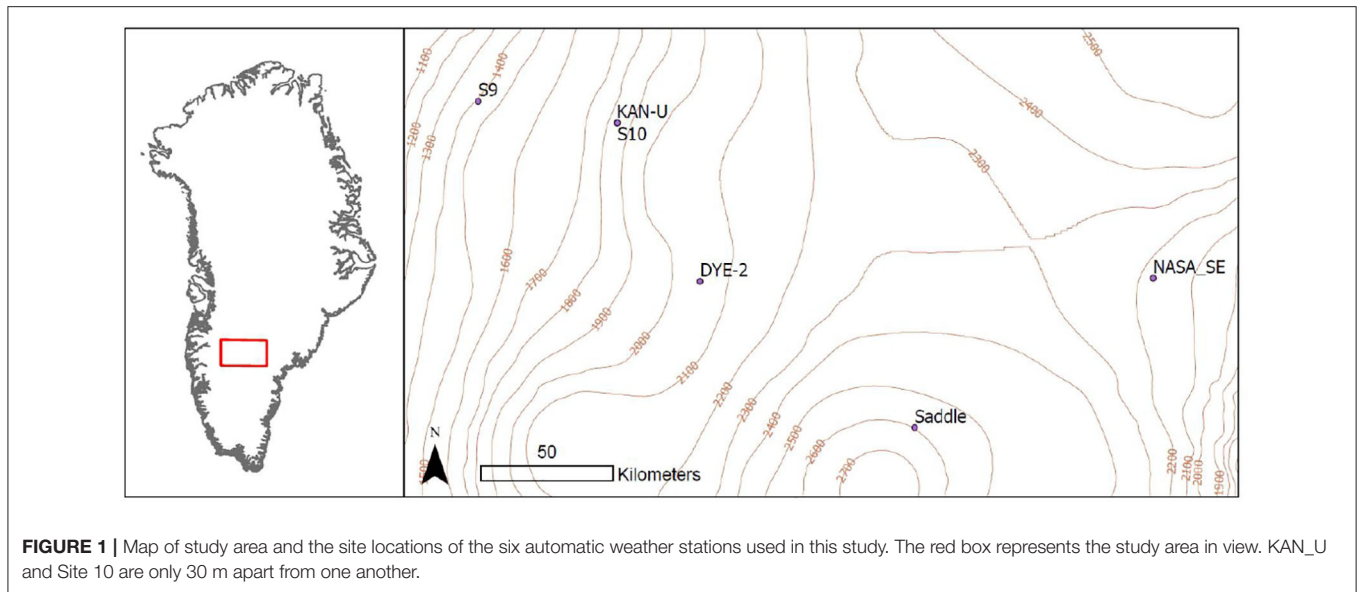 1100
1200
1300
1400
S9
KAN-U
S10
1600
1700
1800
1900
2000
2100
2200
2300
2400
2500
2600
2700
DYE-2
2500
2400
2300
NASA_SE
Saddle
2200
2100
2000
1900
N
50
Kilometers
FIGURE 1 | Map of study area and the site locations of the six automatic weather stations used in this study. The red box represents the study area in view. KAN_U
and Site 10 are only 30 m apart from one another.